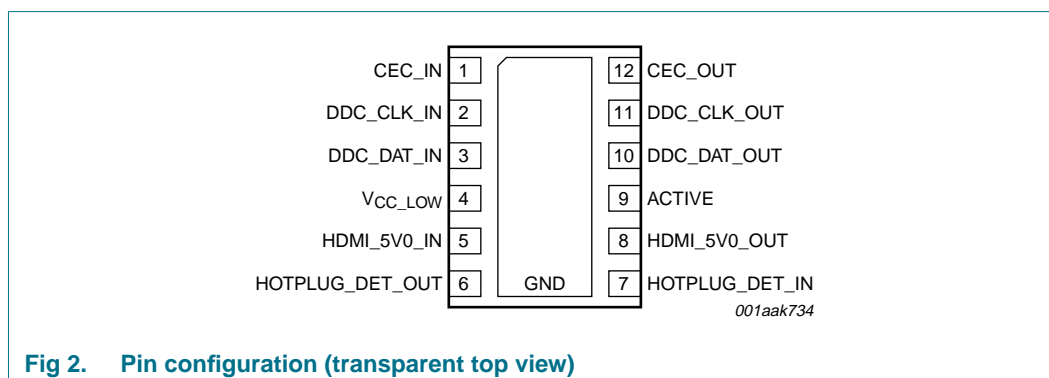 CEC_IN 1 12 CEC_OUT
DDC_CLK_IN 2 11 DDC_CLK_OUT
DDC_DAT_IN 3 10 DDC_DAT_OUT
VCC_LOW 4 9 ACTIVE
HDMI_5V0_IN 5 8 HDMI_5V0_OUT
HOTPLUG_DET_OUT 6 GND 7 HOTPLUG_DET_IN
001aak734
Fig 2. Pin configuration (transparent top view)